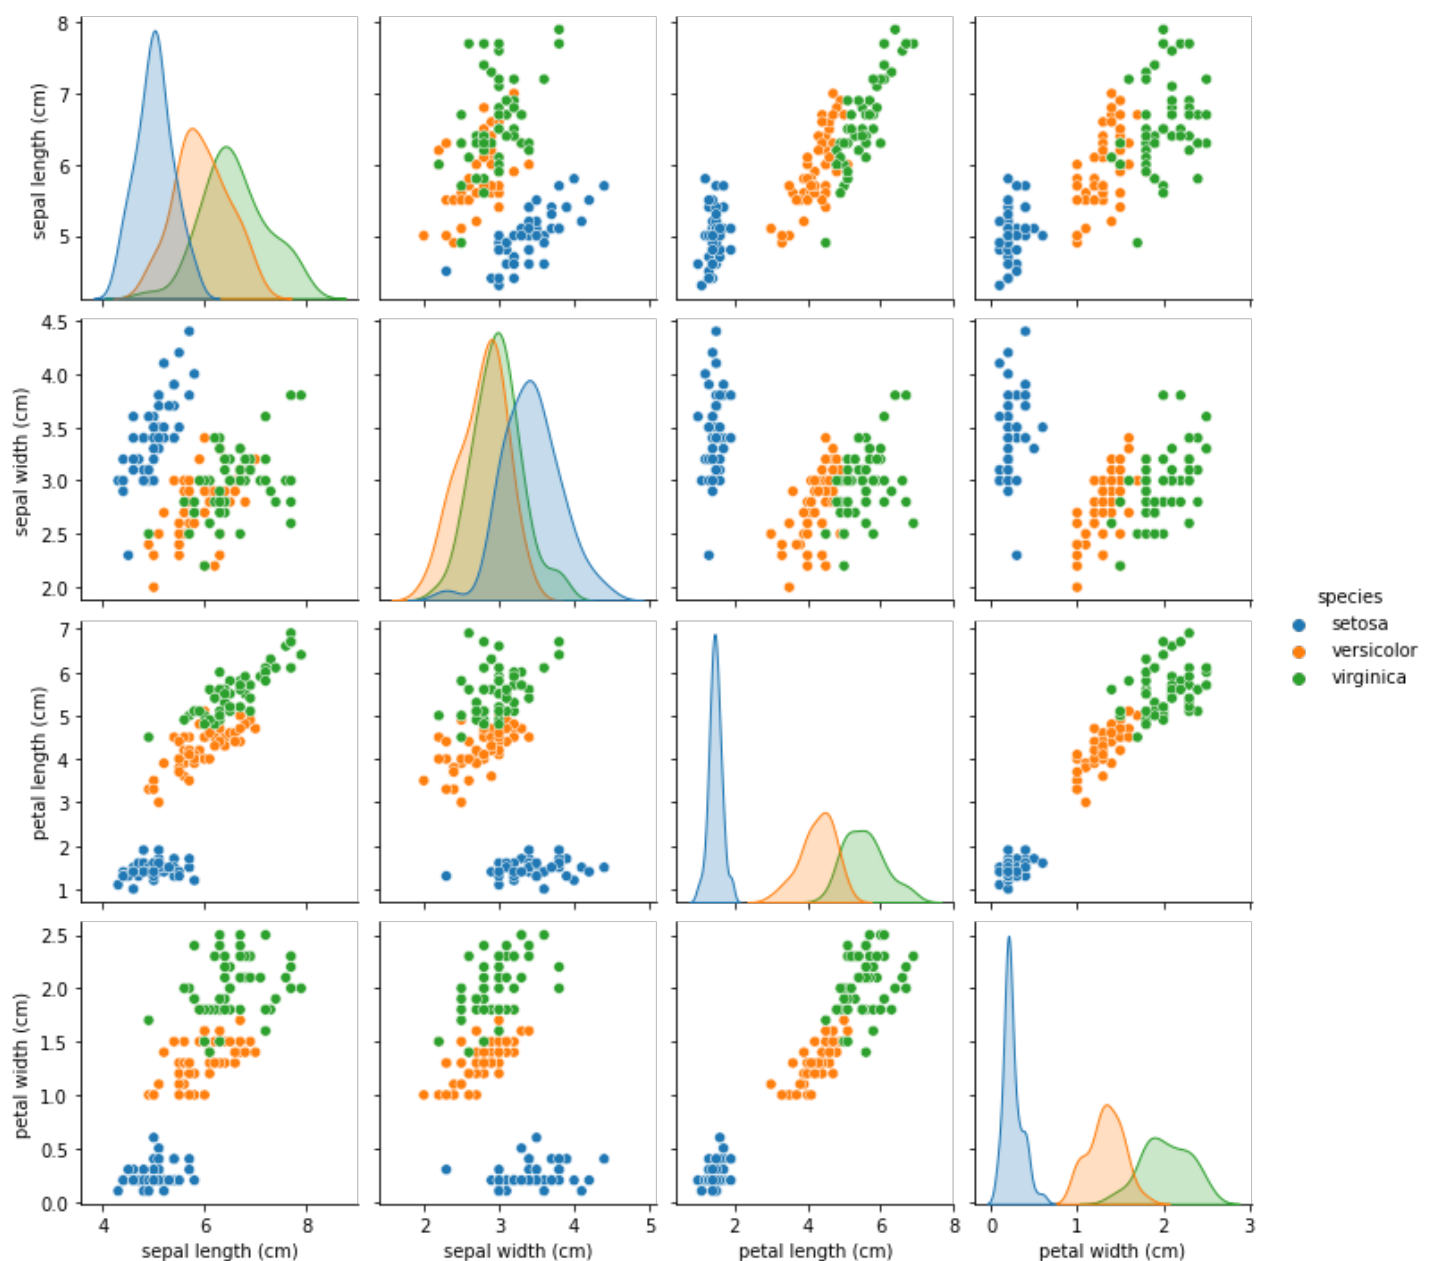 8
7
6
5
sepal length (cm)
4.5
4.0
3.5
3.0
2.5
2.0
sepal width (cm)
species
setosa
versicolor
virginica
7
6
5
4
3
2
1
petal length (cm)
2.5
2.0
1.5
1.0
0.5
0.0
petal width (cm)
4 6 8
sepal length (cm)
2 3 4 5
sepal width (cm)
2 4 6 8
petal length (cm)
0 1 2 3
petal width (cm)